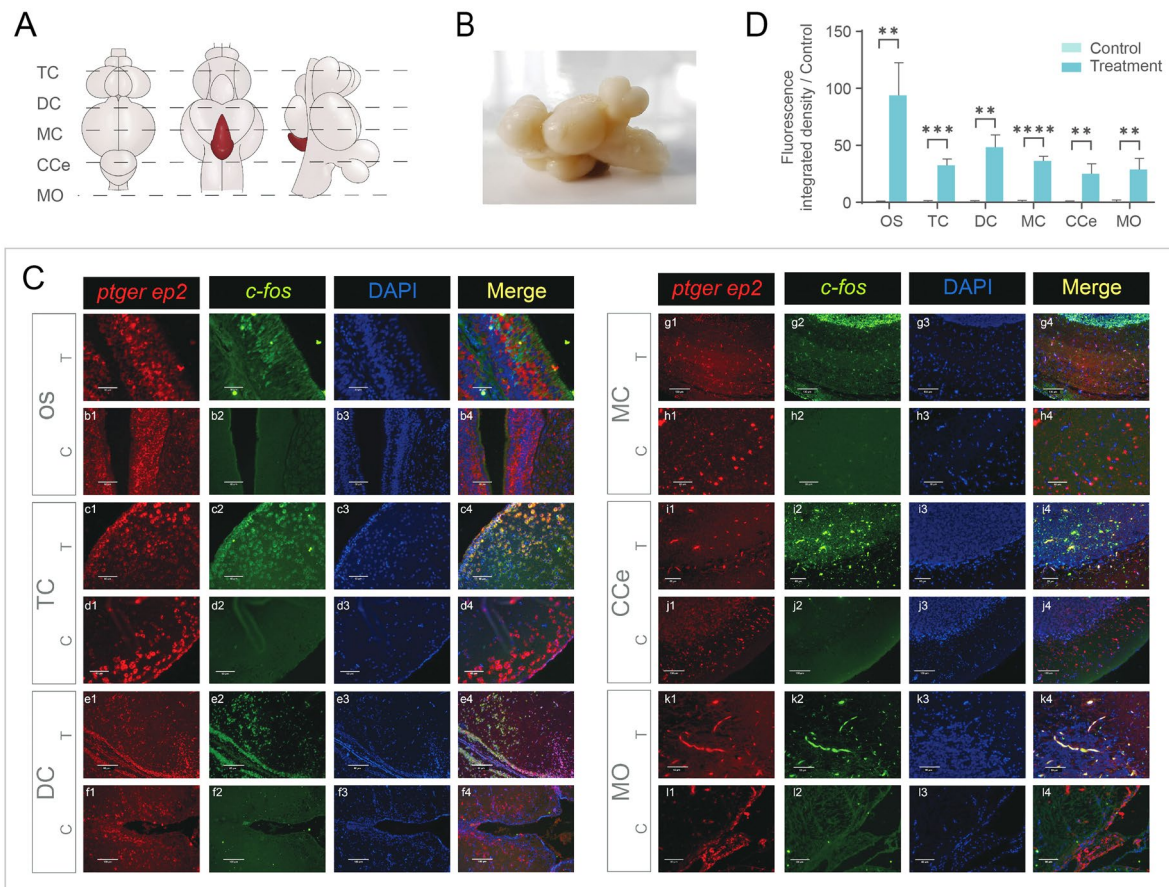 A
TC
DC
MC
CCe
MO
B
D
Fluorescence
integrated density / Control
150
100
50
0
**
***
**
****
**
**
Control
Treatment
OS TC DC MC CCe MO
C
ptger ep2 c-fos DAPI Merge
OS
T
C
b1 b2 b3 b4
TC
T
C
c1 c2 c3 c4
d1 d2 d3 d4
DC
T
C
e1 e2 e3 e4
f1 f2 f3 f4
ptger ep2 c-fos DAPI Merge
MC
T
C
g1 g2 g3 g4
h1 h2 h3 h4
CCe
T
C
i1 i2 i3 i4
j1 j2 j3 j4
MO
T
C
k1 k2 k3 k4
l1 l2 l3 l4